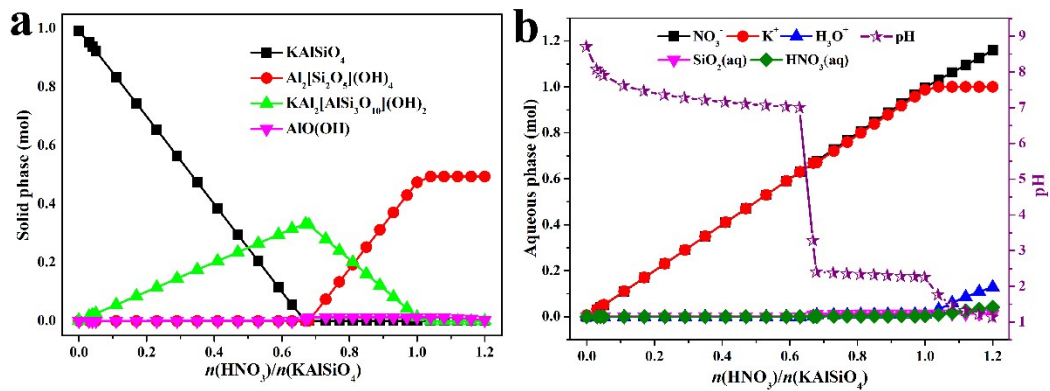 a
1.0
0.8
0.6
0.4
0.2
0.0
Solid phase (mol)
KAlSiO₄
Al₂[Si₂O₅](OH)₄
KAl₂[AlSi₃O₁₀](OH)₂
AlO(OH)
0.0 0.2 0.4 0.6 0.8 1.0 1.2
n(HNO₃)/n(KAlSiO₄)
b
1.2
1.0
0.8
0.6
0.4
0.2
0.0
Aqueous phase (mol)
NO₃⁻ K⁺ H₃O⁺ pH
SiO₂(aq) HNO₃(aq)
9
8
7
6
5
4
3
2
1
pH
0.0 0.2 0.4 0.6 0.8 1.0 1.2
n(HNO₃)/n(KAlSiO₄)